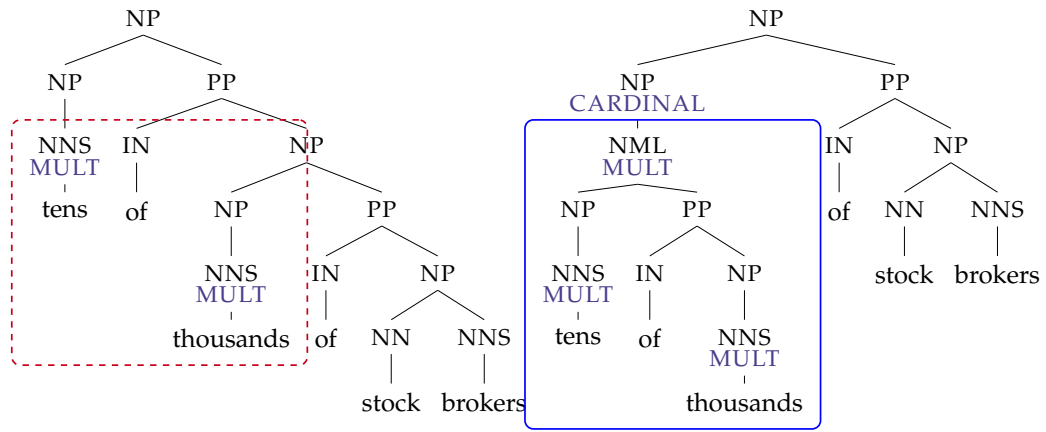 NP NP
NP PP NP PP
CARDINAL
NNS IN NP NML IN NP
MULT MULT
tens of NP PP NP PP of NN NNS
NNS IN NP NNS IN NP stock brokers
MULT MULT
thousands of NN NNS tens of NNS
MULT
stock brokers thousands